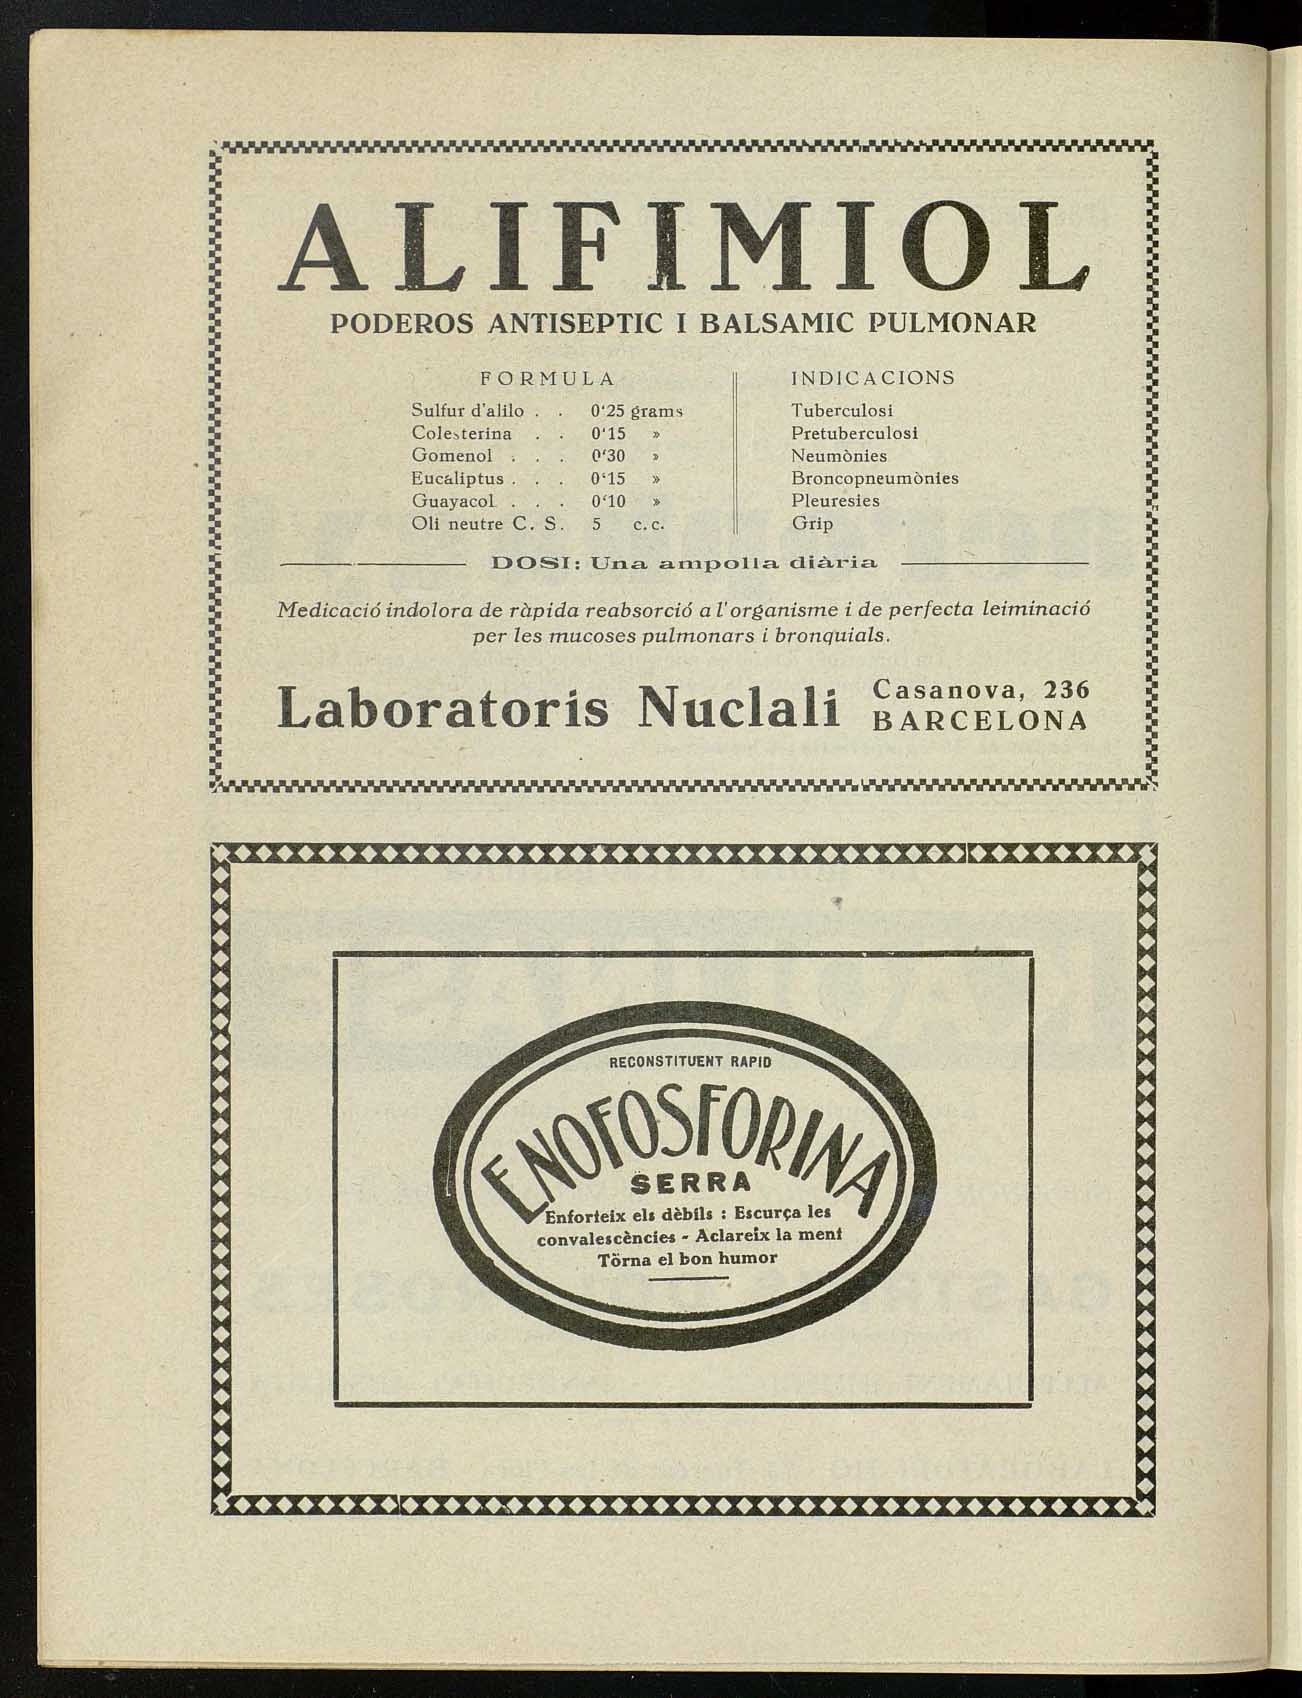 ALIFIMIOL
PODEROS ANTISEPTIC I BALSAMIC PULMONAR
FORMULA
Sulfur d'alilo . . 0'25 grams
Colesterina . . 0'15 »
Gomenol . . . 0'30 »
Eucaliptus . . . 0'15 »
Guayacol . . . 0'10 »
Oli neutre C. S. 5 c. c.
INDICACIONS
Tuberculosi
Pretuberculosi
Neumònies
Broncopneumònies
Pleuresies
Grip
DOSI: Una ampolla diària
Medicació indolora de ràpida reabsorció a l'organisme i de perfecta leiminació
per les mucoses pulmonars i bronquials.
Laboratoris Nuclali
Casanova, 236
BARCELONA
RECONSTITUENT RAPID
ENOFOSFORINA
SERRA
Enforteix els dèbils : Escurça les
convalescències - Aclareix la ment
Törna el bon humor